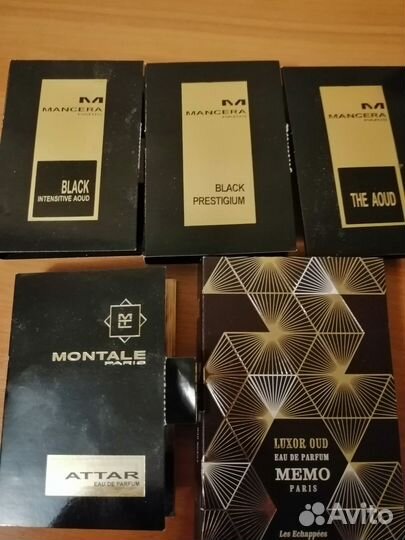 MANCERA
PARIS
BLACK
INTENSITIVE AOUD
MANCERA
PARIS
BLACK
PRESTIGIUM
MANCERA
PARIS
THE AOUD
MONTALE
PARIS
ATTAR
EAU DE PARFUM
LUXOR OUD
EAU DE PARFUM
MEMO
PARIS
Les Echappées
Avito